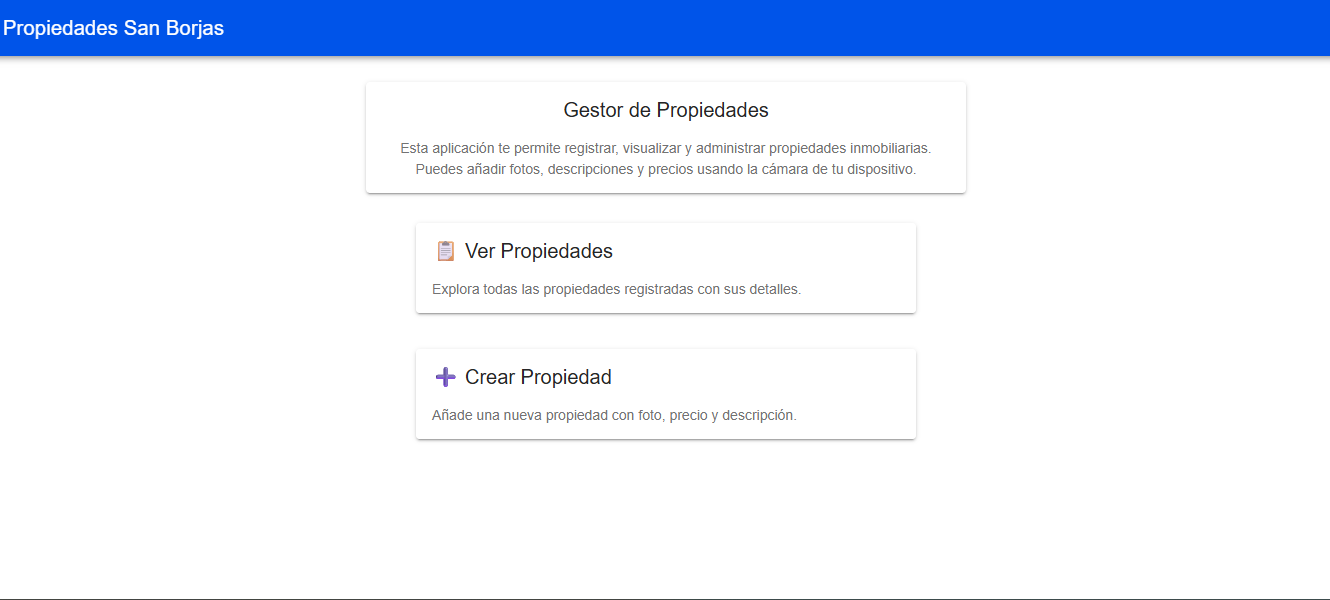 Propiedades San Borjas
Gestor de Propiedades
Esta aplicación te permite registrar, visualizar y administrar propiedades inmobiliarias.
Puedes añadir fotos, descripciones y precios usando la cámara de tu dispositivo.
Ver Propiedades
Explora todas las propiedades registradas con sus detalles.
Crear Propiedad
Añade una nueva propiedad con foto, precio y descripción.